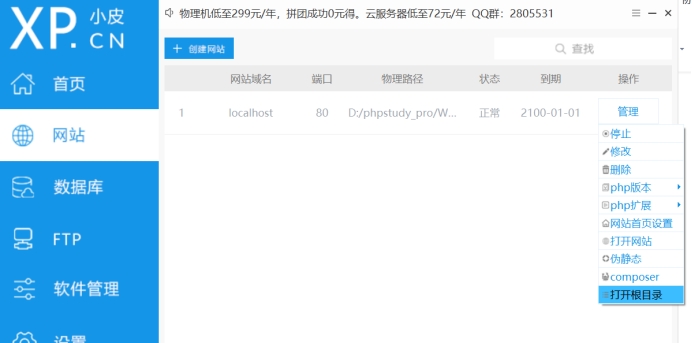 XP.小皮CN
物理机低至299元/年，拼团成功0元得。云服务器低至72元/年 QQ群：2805531
+ 创建网站
查找
首页
网站
数据库
FTP
软件管理
设置
网站域名 端口 物理路径 状态 到期 操作
1 localhost 80 D:/phpstudy_pro/W... 正常 2100-01-01 管理
停止
修改
删除
php版本
php扩展
网站首页设置
打开网站
伪静态
composer
打开根目录